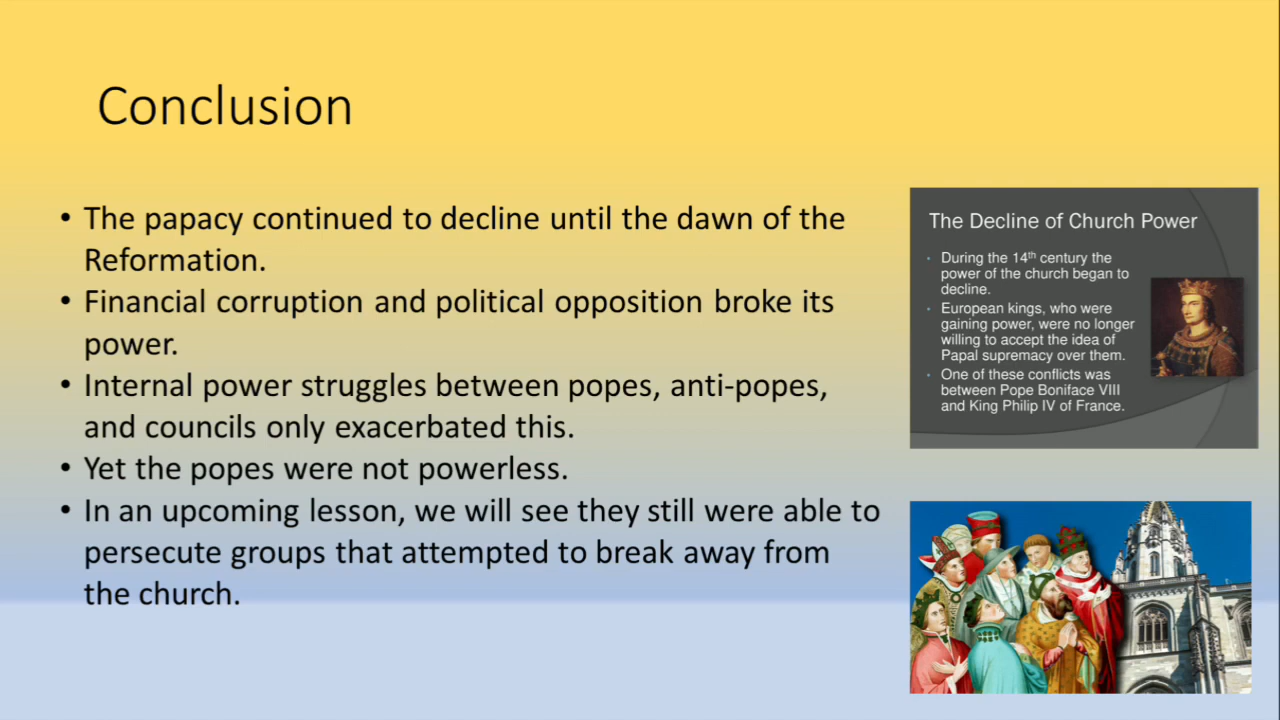 Conclusion
• The papacy continued to decline until the dawn of the
Reformation.
• Financial corruption and political opposition broke its
power.
• Internal power struggles between popes, anti-popes,
and councils only exacerbated this.
• Yet the popes were not powerless.
• In an upcoming lesson, we will see they still were able to
persecute groups that attempted to break away from
the church.
The Decline of Church Power
• During the 14th century the
power of the church began to
decline.
• European kings, who were
gaining power, were no longer
willing to accept the idea of
Papal supremacy over them.
• One of these conflicts was
between Pope Boniface VIII
and King Philip IV of France.